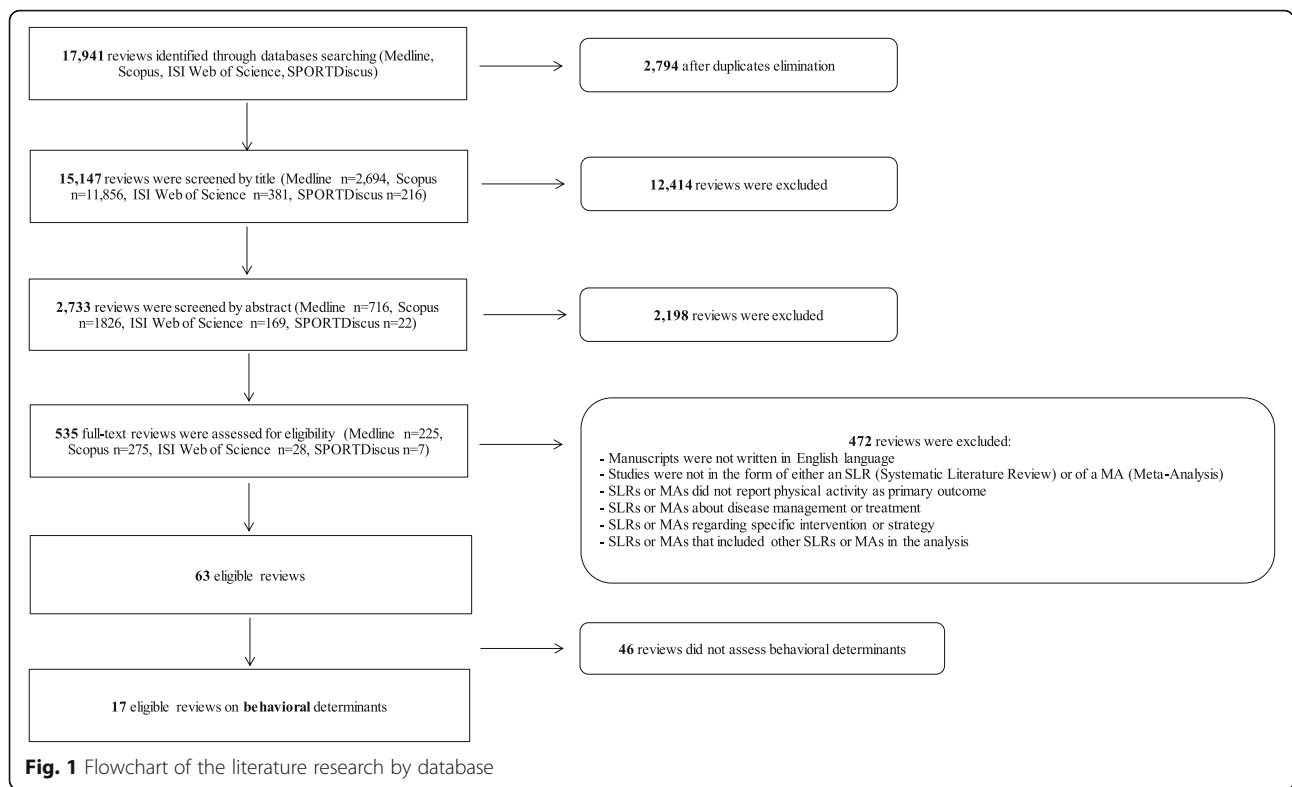 17,941 reviews identified through databases searching (Medline,
Scopus, ISI Web of Science, SPORTDiscus)
2,794 after duplicates elimination
15,147 reviews were screened by title (Medline n=2,694, Scopus
n=11,856, ISI Web of Science n=381, SPORTDiscus n=216)
12,414 reviews were excluded
2,733 reviews were screened by abstract (Medline n=716, Scopus
n=1826, ISI Web of Science n=169, SPORTDiscus n=22)
2,198 reviews were excluded
535 full-text reviews were assessed for eligibility (Medline n=225,
Scopus n=275, ISI Web of Science n=28, SPORTDiscus n=7)
472 reviews were excluded:
- Manuscripts were not written in English language
- Studies were not in the form of either an SLR (Systematic Literature Review) or of a MA (Meta-Analysis)
- SLRs or MAs did not report physical activity as primary outcome
- SLRs or MAs about disease management or treatment
- SLRs or MAs regarding specific intervention or strategy
- SLRs or MAs that included other SLRs or MAs in the analysis
63 eligible reviews
46 reviews did not assess behavioral determinants
17 eligible reviews on behavioral determinants
Fig. 1 Flowchart of the literature research by database